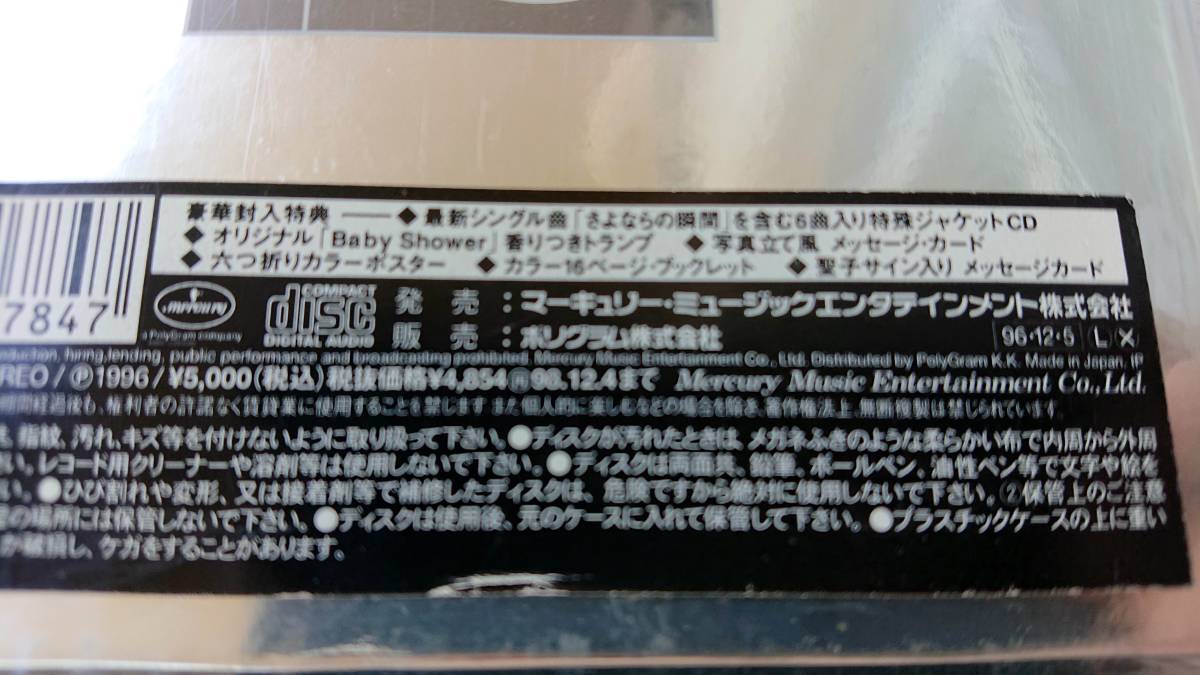 豪華封入特典 —— ◆ 最新シングル曲「さよならの瞬間」を含む6曲入り特殊ジャケットCD
◆ オリジナル「Baby Shower」香りつきトランプ ◆ 写真立て風 メッセージ・カード
◆ 六つ折りカラーポスター ◆ カラー16ページ・ブックレット ◆ 聖子サイン入り メッセージカード
7847
mercury
a PolyGram company
COMPACT
disc
DIGITAL AUDIO
発 売 : マーキュリー・ミュージックエンタテインメント株式会社
販 売 : ポリグラム株式会社
96・12・5 L X
oduction, hiring, lending, public performance and broadcasting prohibited. Mercury Music Entertainment Co., Ltd. Distributed by PolyGram K.K. Made in Japan. IP
REO/Ⓟ1996/¥5,000(税込)税抜価格¥4,854Ⓡ98.12.4まで Mercury Music Entertainment Co., Ltd.
間経過後も、権利者の許諾なく賃貸業に使用することを禁じます また個人的に楽しむなどの場合を除き、著作権法上、無断複製は禁じられています
、指紋、汚れ、キズ等を付けないように取り扱って下さい。●ディスクが汚れたときは、メガネふきのような柔らかい布で内周から外周
い。レコード用クリーナーや溶剤等は使用しないで下さい。●ディスクは両面共、鉛筆、ボールペン、油性ペン等で文字や絵を
さい。●ひび割れや変形、又は接着剤等で補修したディスクは、危険ですから絶対に使用しないで下さい。②保管上のご注意
の場所には保管しないで下さい。●ディスクは使用後、元のケースに入れて保管して下さい。●プラスチックケースの上に重い
が破損し、ケガをすることがあります。